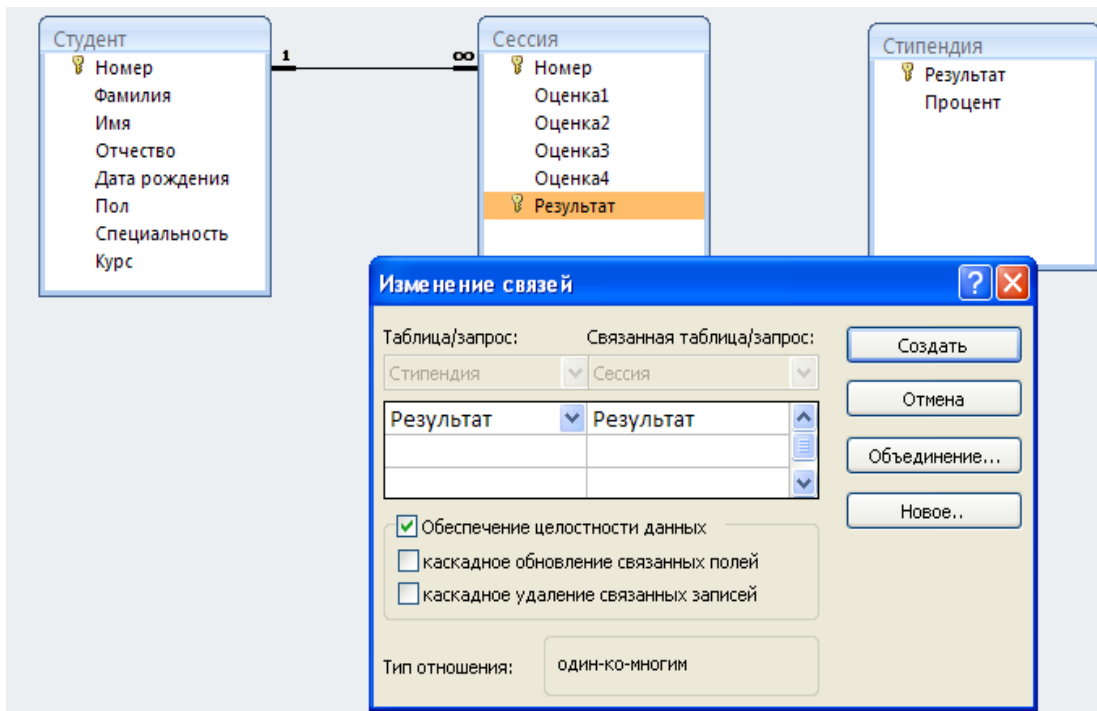 Студент
Номер
Фамилия
Имя
Отчество
Дата рождения
Пол
Специальность
Курс
1
∞
Сессия
Номер
Оценка1
Оценка2
Оценка3
Оценка4
Результат
Стипендия
Результат
Процент
Изменение связей
?
Таблица/запрос: Связанная таблица/запрос:
Стипендия Сессия
Результат Результат
Обеспечение целостности данных
каскадное обновление связанных полей
каскадное удаление связанных записей
Тип отношения: один-ко-многим
Создать
Отмена
Объединение...
Новое..